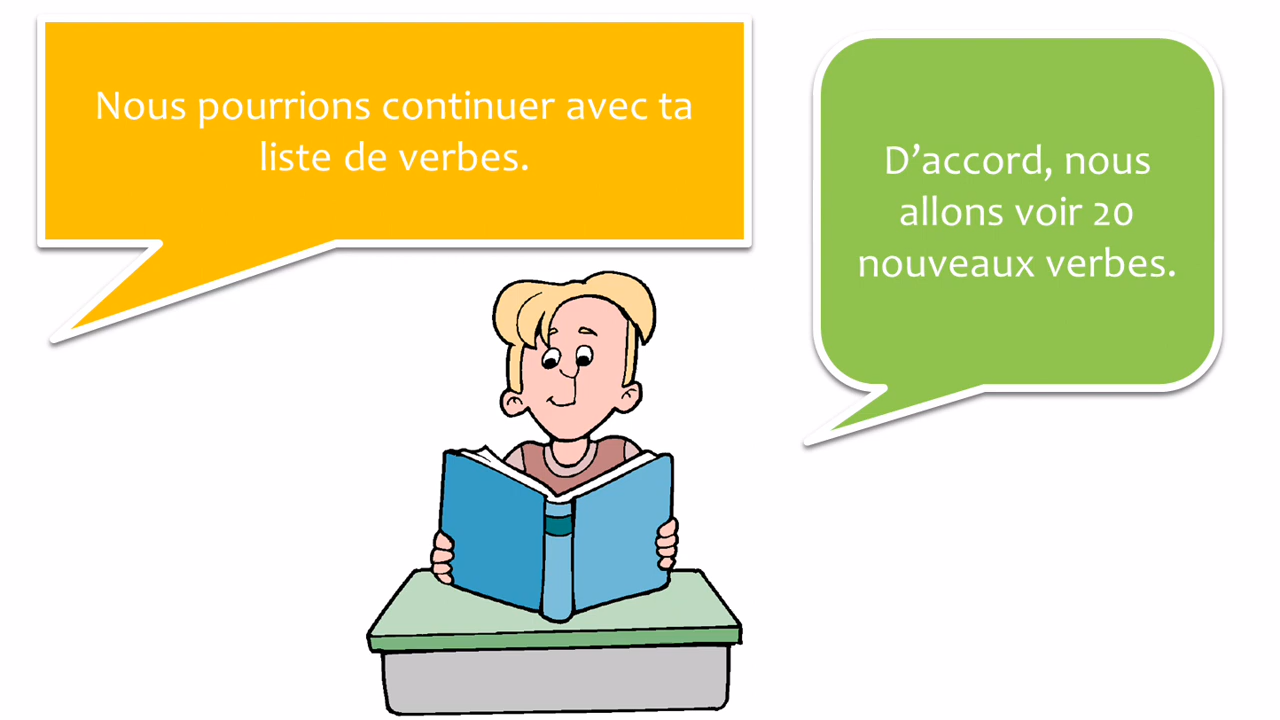 Nous pourrions continuer avec ta
liste de verbes.
D’accord, nous
allons voir 20
nouveaux verbes.